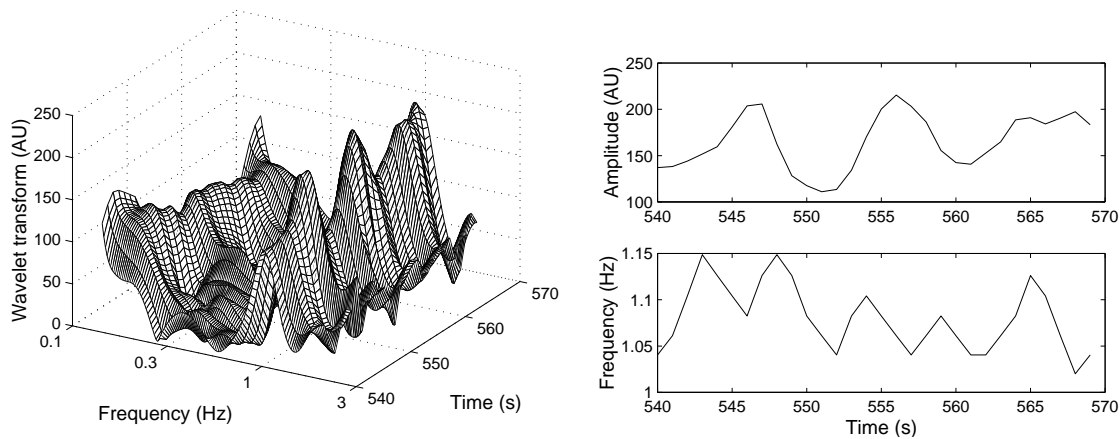 Wavelet transform (AU)
250
200
150
100
50
0
0.1
0.3
1
3
Frequency (Hz)
540
550
560
570
Time (s)
Amplitude (AU)
250
200
150
100
540 545 550 555 560 565 570
Frequency (Hz)
1.15
1.1
1.05
1
540 545 550 555 560 565 570
Time (s)